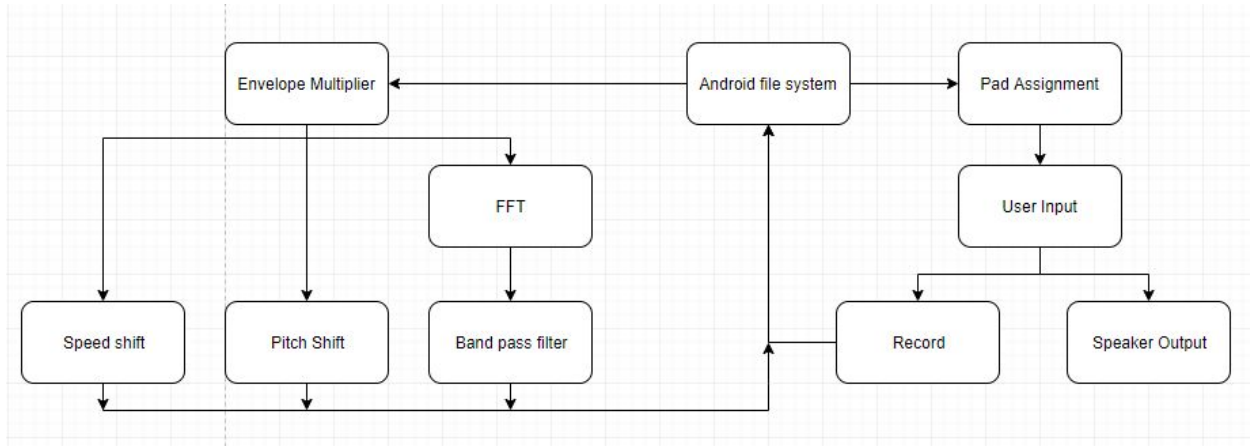 Envelope Multiplier
Android file system
Pad Assignment
FFT
User Input
Speed shift
Pitch Shift
Band pass filter
Record
Speaker Output